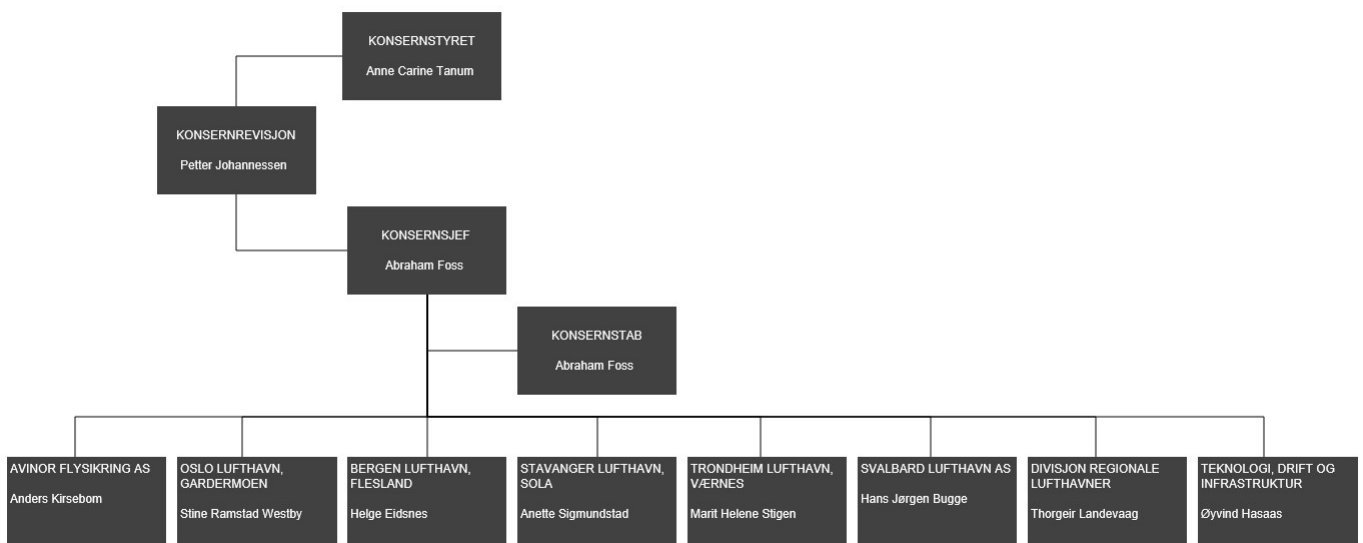 KONSERNSTYRET
Anne Carine Tanum
KONSERNREVISJON
Petter Johannessen
KONSERNSJEF
Abraham Foss
KONSERNSTAB
Abraham Foss
AVINOR FLYSIKRING AS
Anders Kirsebom
OSLO LUFTHAVN,
GARDERMOEN
Stine Ramstad Westby
BERGEN LUFTHAVN,
FLESLAND
Helge Eidsnes
STAVANGER LUFTHAVN,
SOLA
Anette Sigmundstad
TRONDHEIM LUFTHAVN,
VÆRNES
Marit Helene Stigen
SVALBARD LUFTHAVN AS
Hans Jørgen Bugge
DIVISJON REGIONALE
LUFTHAVNER
Thorgeir Landevaag
TEKNOLOGI, DRIFT OG
INFRASTRUKTUR
Øyvind Hasaas